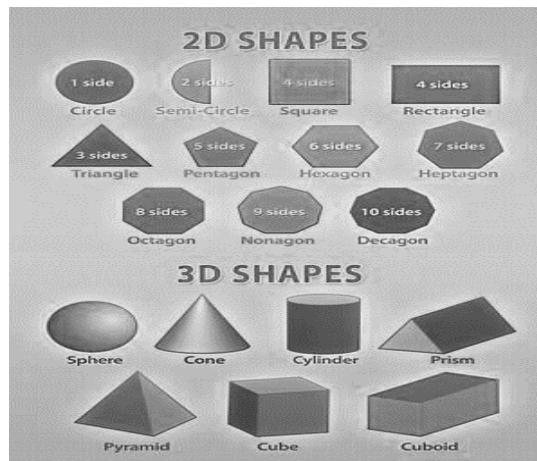 2D SHAPES
1 side 2 sides 4 sides 4 sides
Circle Semi-Circle Square Rectangle
3 sides 5 sides 6 sides 7 sides
Triangle Pentagon Hexagon Heptagon
8 sides 9 sides 10 sides
Octagon Nonagon Decagon
3D SHAPES
Sphere Cone Cylinder Prism
Pyramid Cube Cuboid